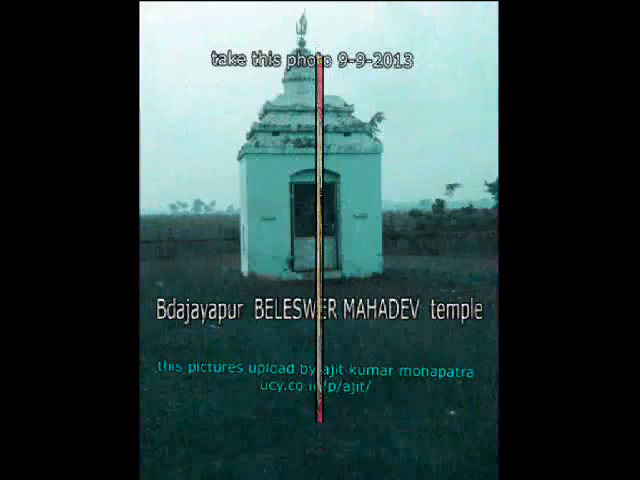 take this photo 9-9-2013
Bdajayapur BELESWER MAHADEV temple
this pictures upload by ajit kumar mohapatra
ucy.co.in/p/ajit/